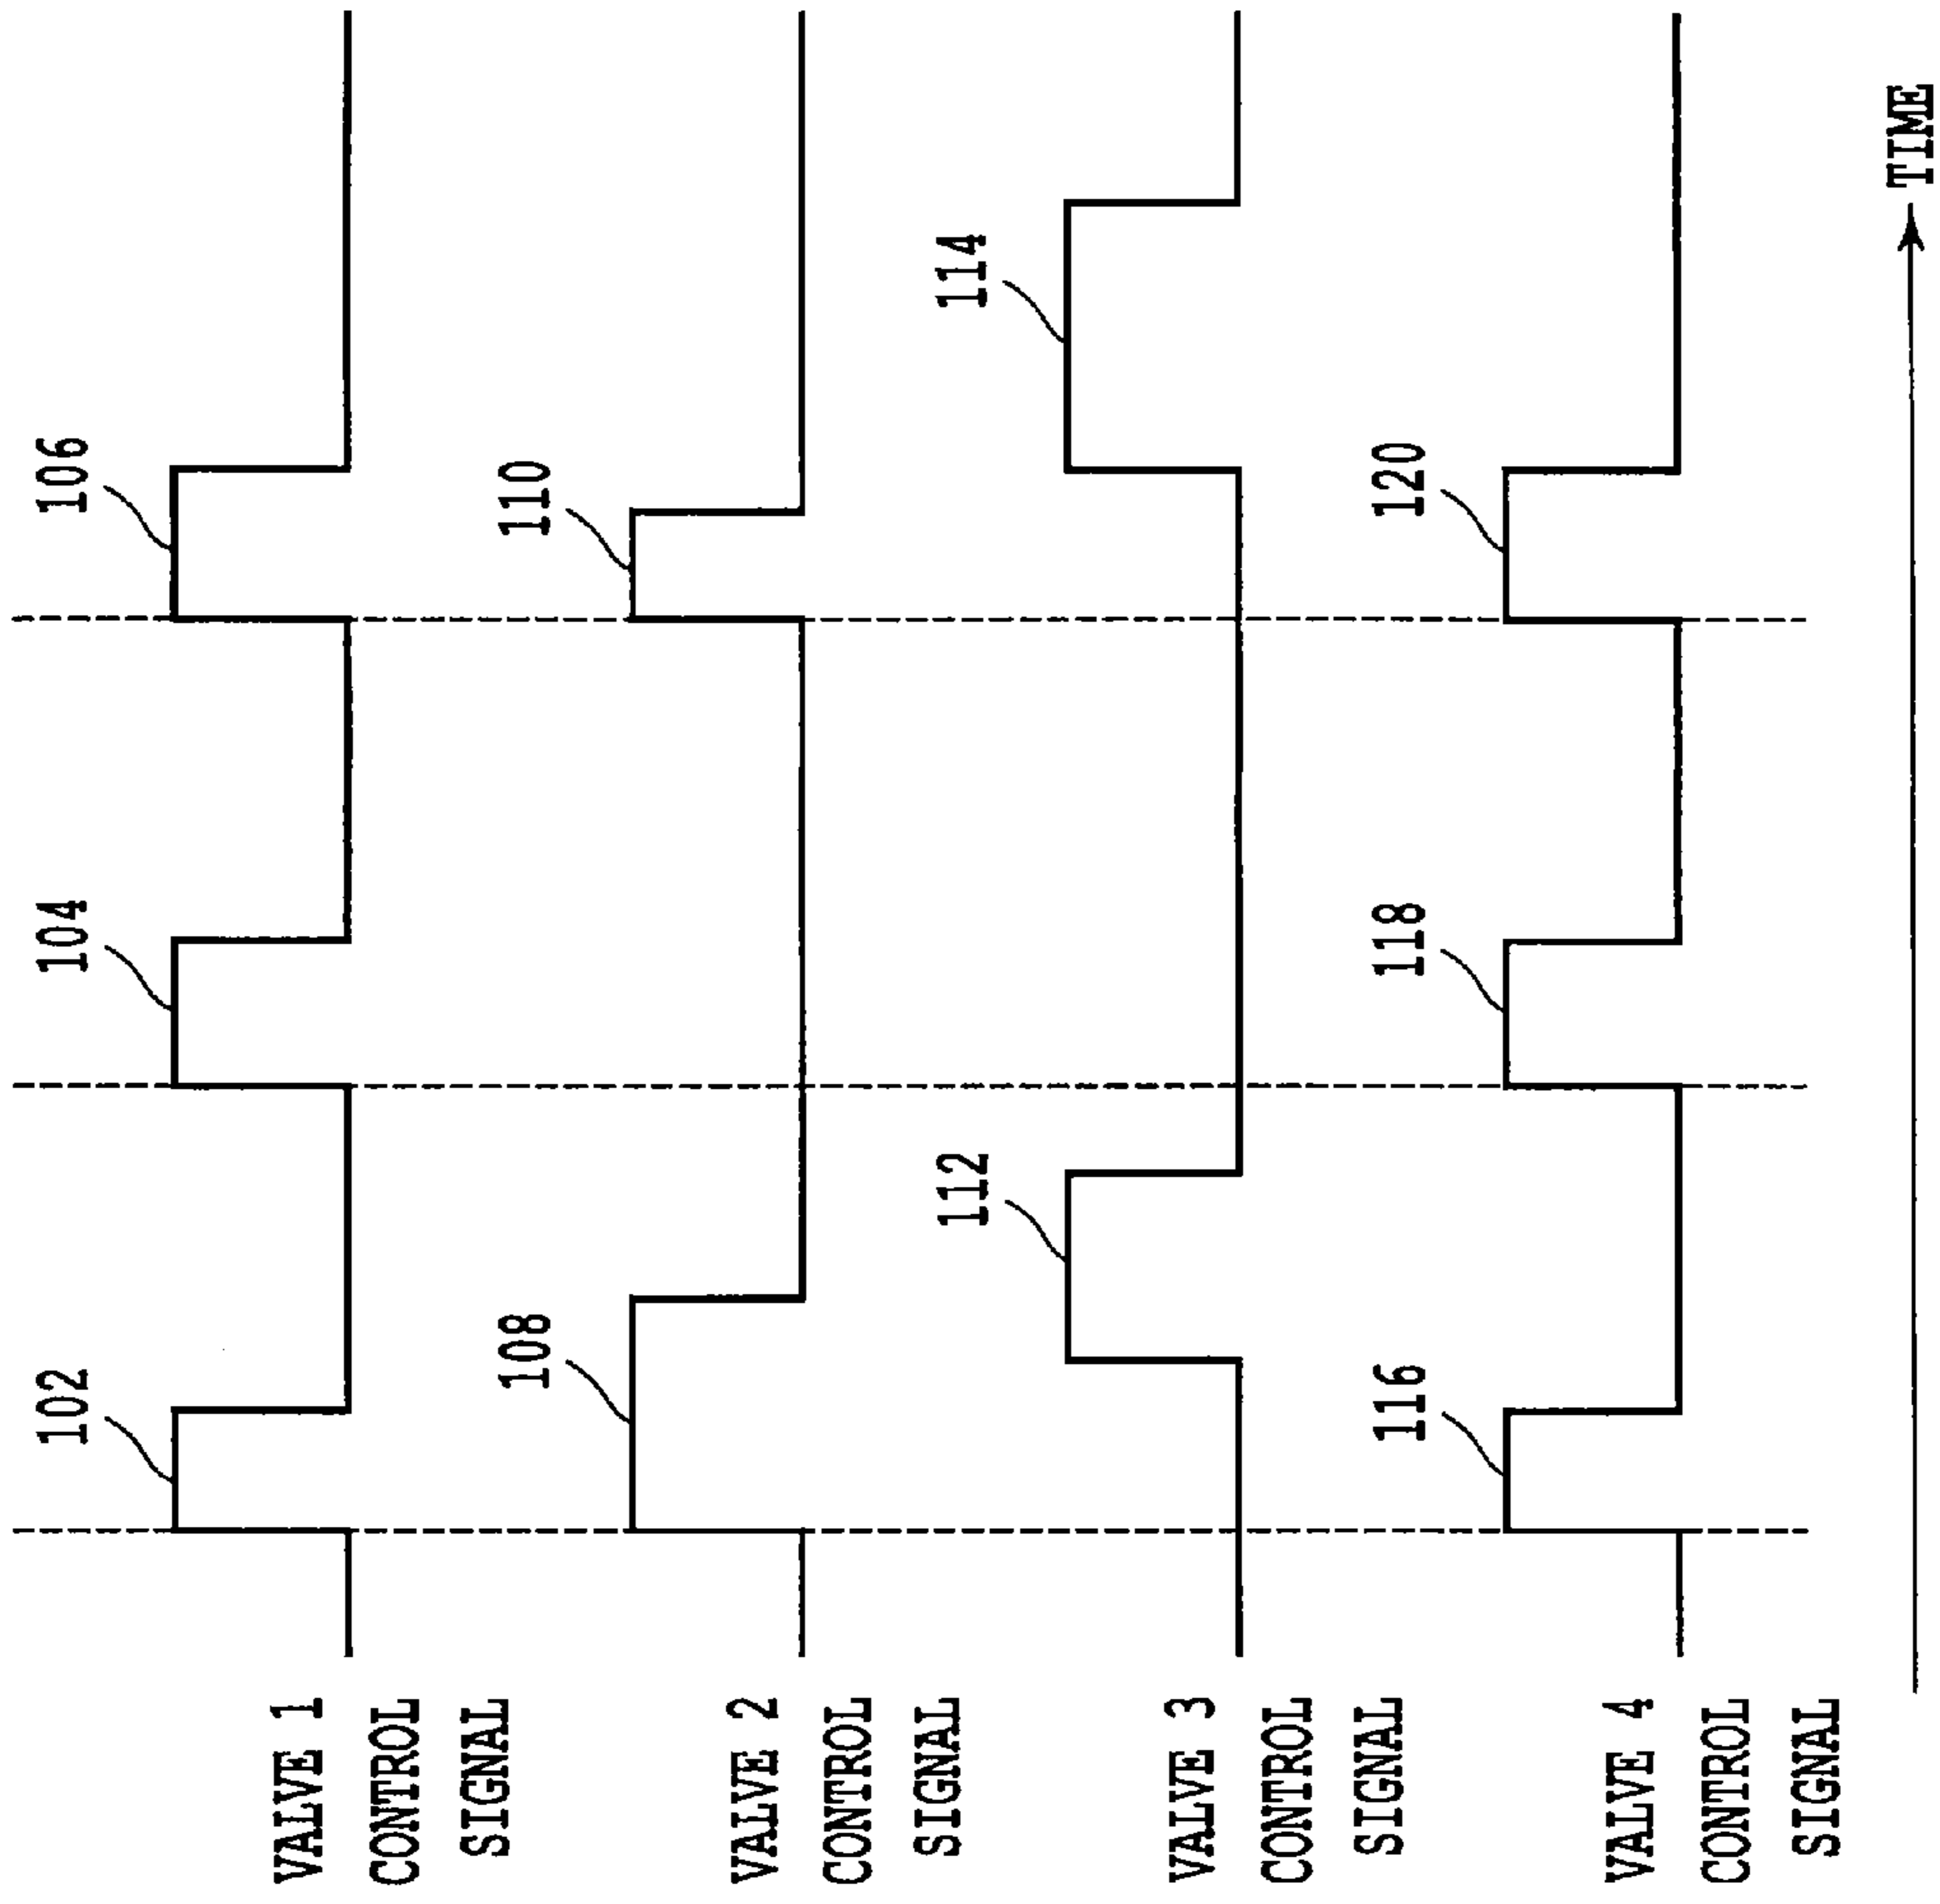 VALVE 1
CONTROL
SIGNAL
102
104
106
VALVE 2
CONTROL
SIGNAL
108
110
VALVE 3
CONTROL
SIGNAL
112
114
VALVE 4
CONTROL
SIGNAL
116
118
120
TIME